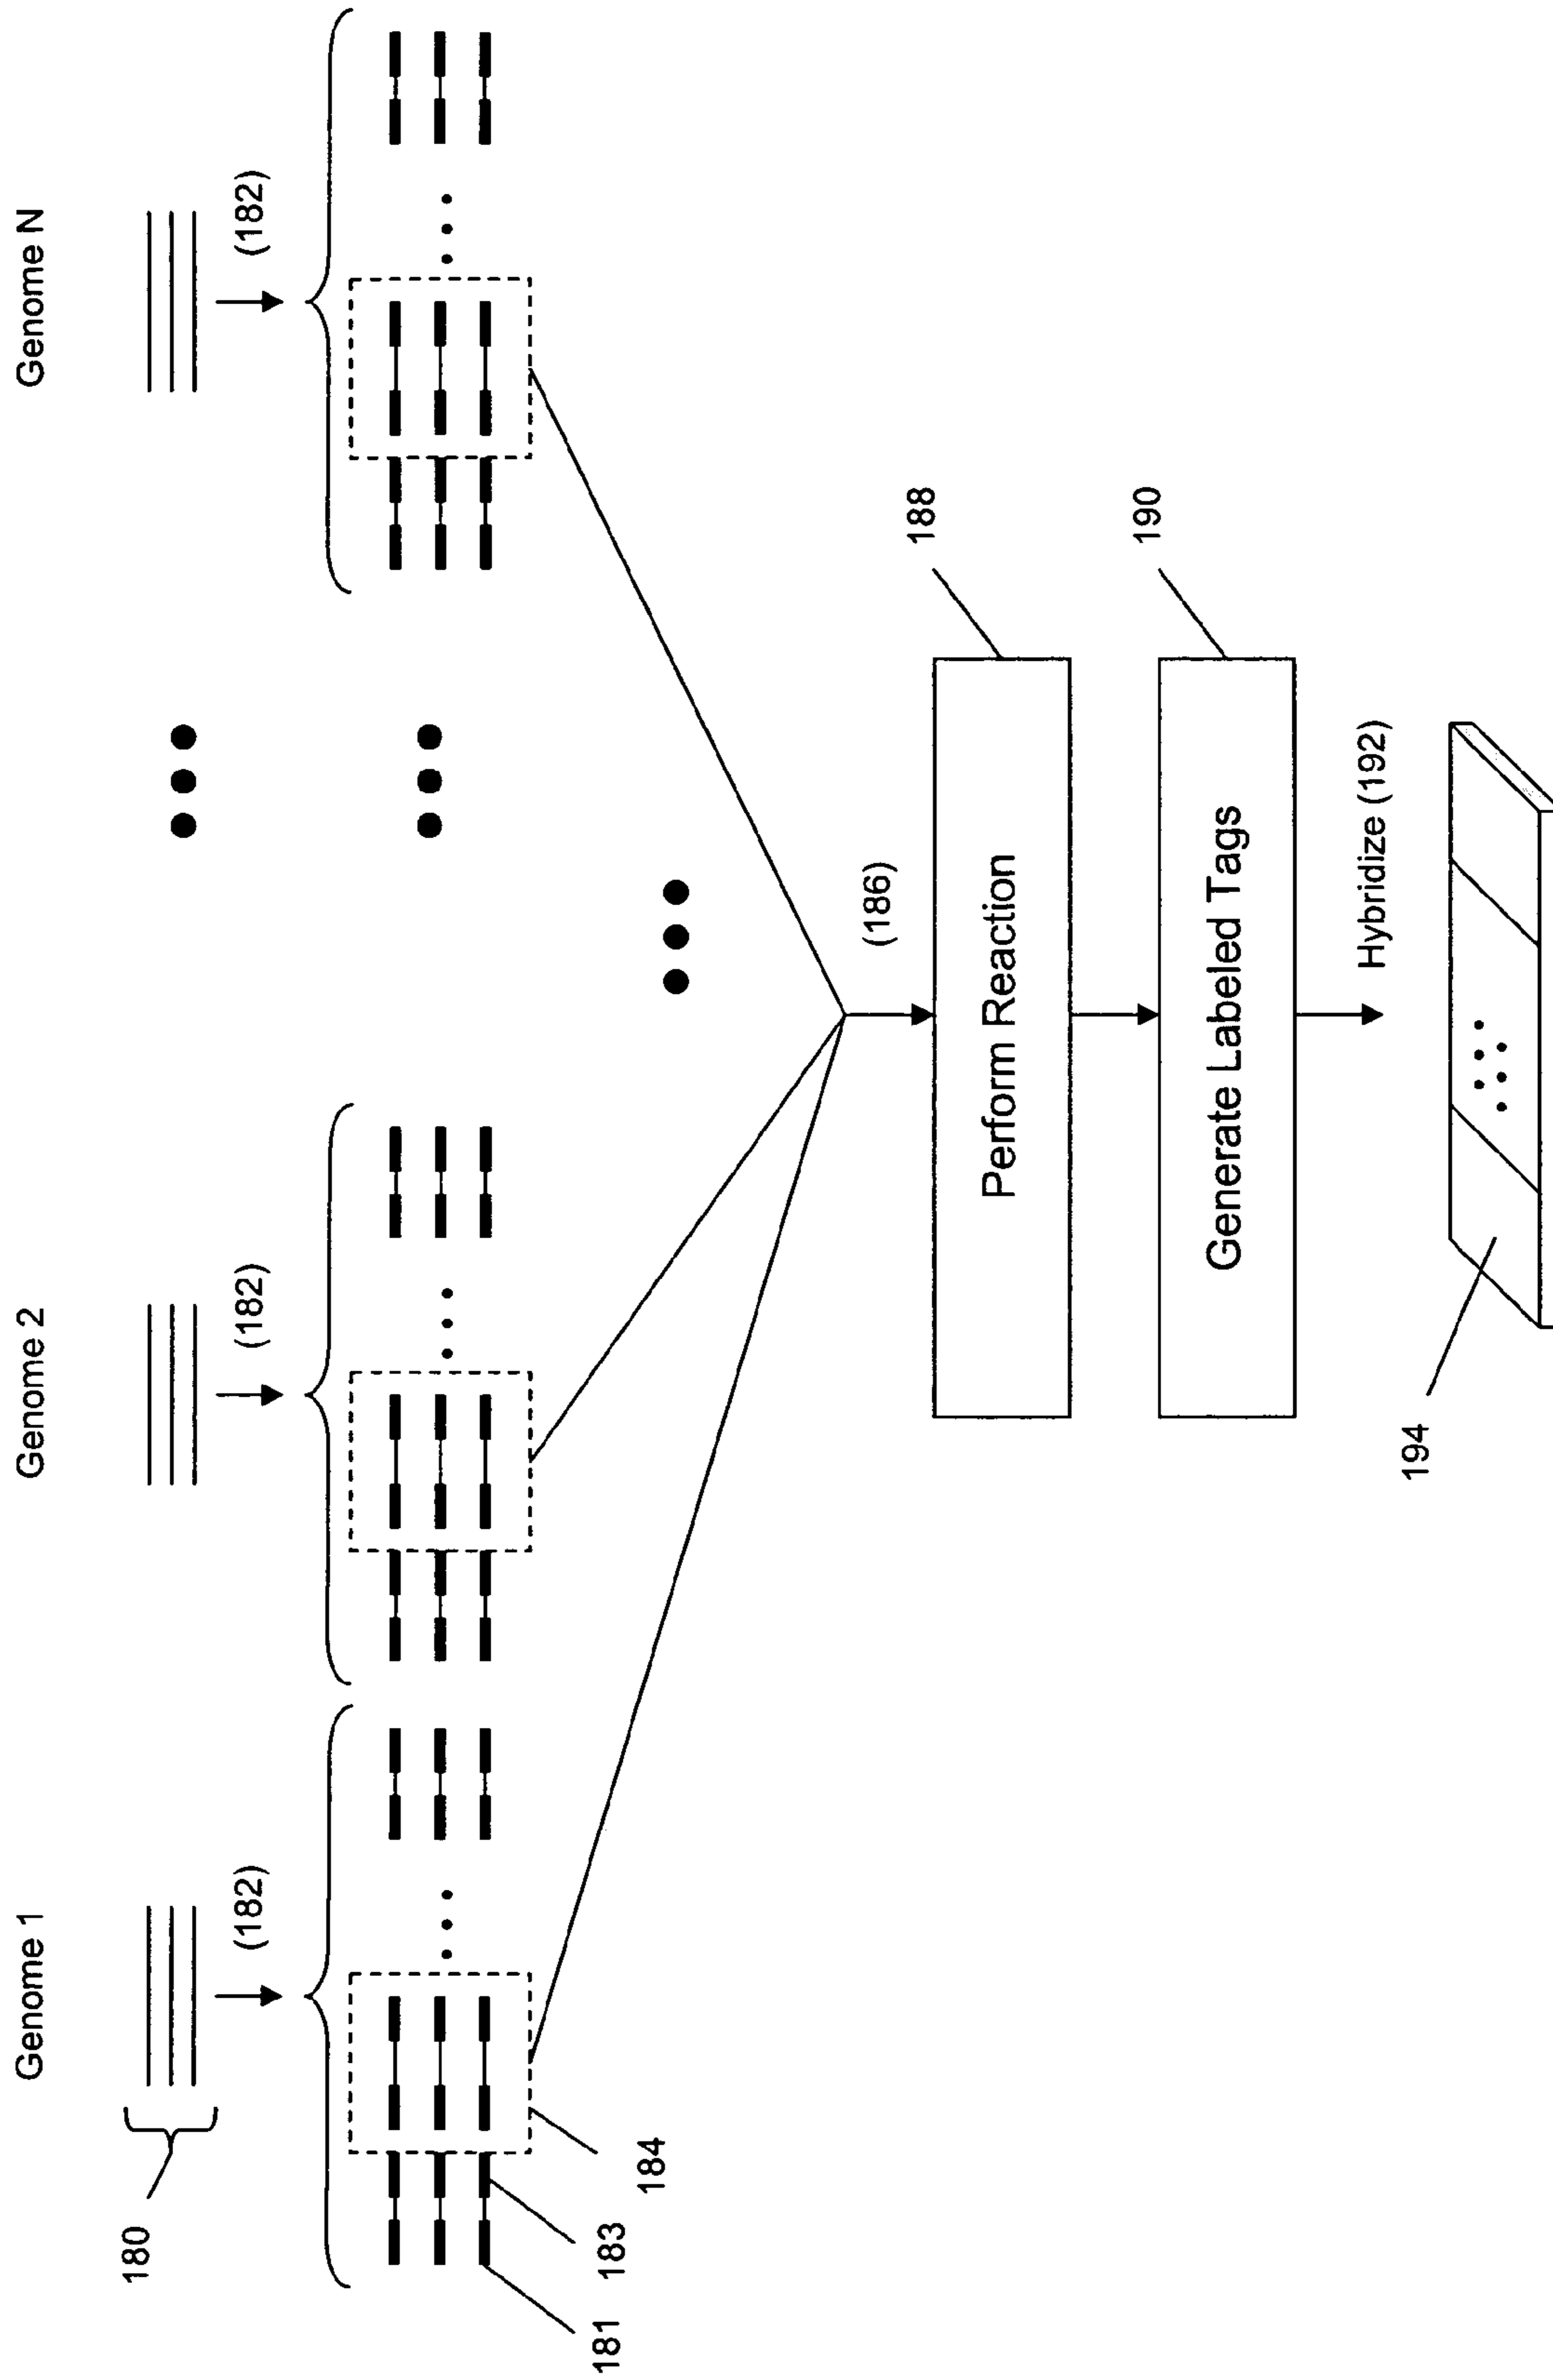 Genome 1
Genome 2
Genome N
180
(182)
(182)
(182)
181
183
184
(186)
Perform Reaction
188
Generate Labeled Tags
190
Hybridize (192)
194